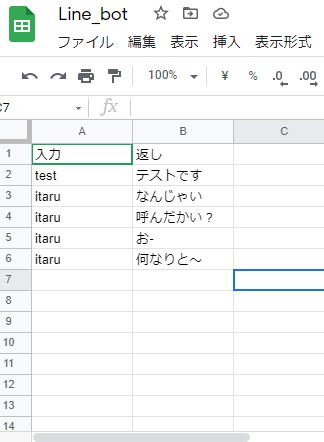 Line_bot
ファイル 編集 表示 挿入 表示形式
100% ¥ % .0 .00
C7 fx
A B C
1 入力 返し
2 test テストです
3 itaru なんじゃい
4 itaru 呼んだかい？
5 itaru お-
6 itaru 何なりと～
7
8
9
10
11
12
13
14